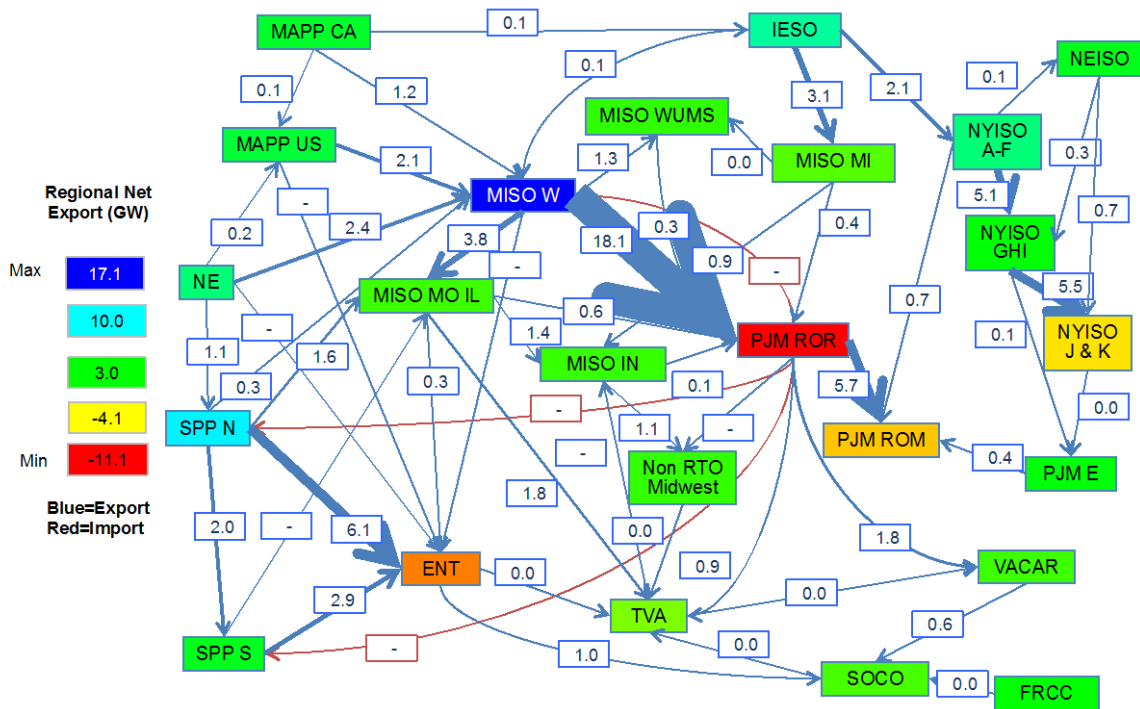 MAPP CA
0.1
IESO
NEISO
0.1
0.1
0.1
1.2
3.1
2.1
MISO WUMS
MAPP US
NYISO
A-F
2.1
1.3
0.0
MISO MI
0.3
Regional Net
Export (GW)
-
MISO W
5.1
0.2
2.4
3.8
18.1
0.3
0.4
0.7
NYISO
GHI
Max
17.1
NE
-
0.9
-
5.5
MISO MO IL
10.0
-
0.6
0.7
1.4
PJM ROR
0.1
NYISO
J & K
1.1
1.6
MISO IN
3.0
0.3
0.3
0.1
5.7
0.0
-4.1
SPP N
-
1.1
-
PJM ROM
Min
-11.1
-
Non RTO
Midwest
0.4
PJM E
Blue=Export
Red=Import
1.8
2.0
-
6.1
0.0
1.8
ENT
0.0
0.9
VACAR
2.9
0.0
TVA
0.6
SPP S
-
1.0
0.0
SOCO
0.0
FRCC